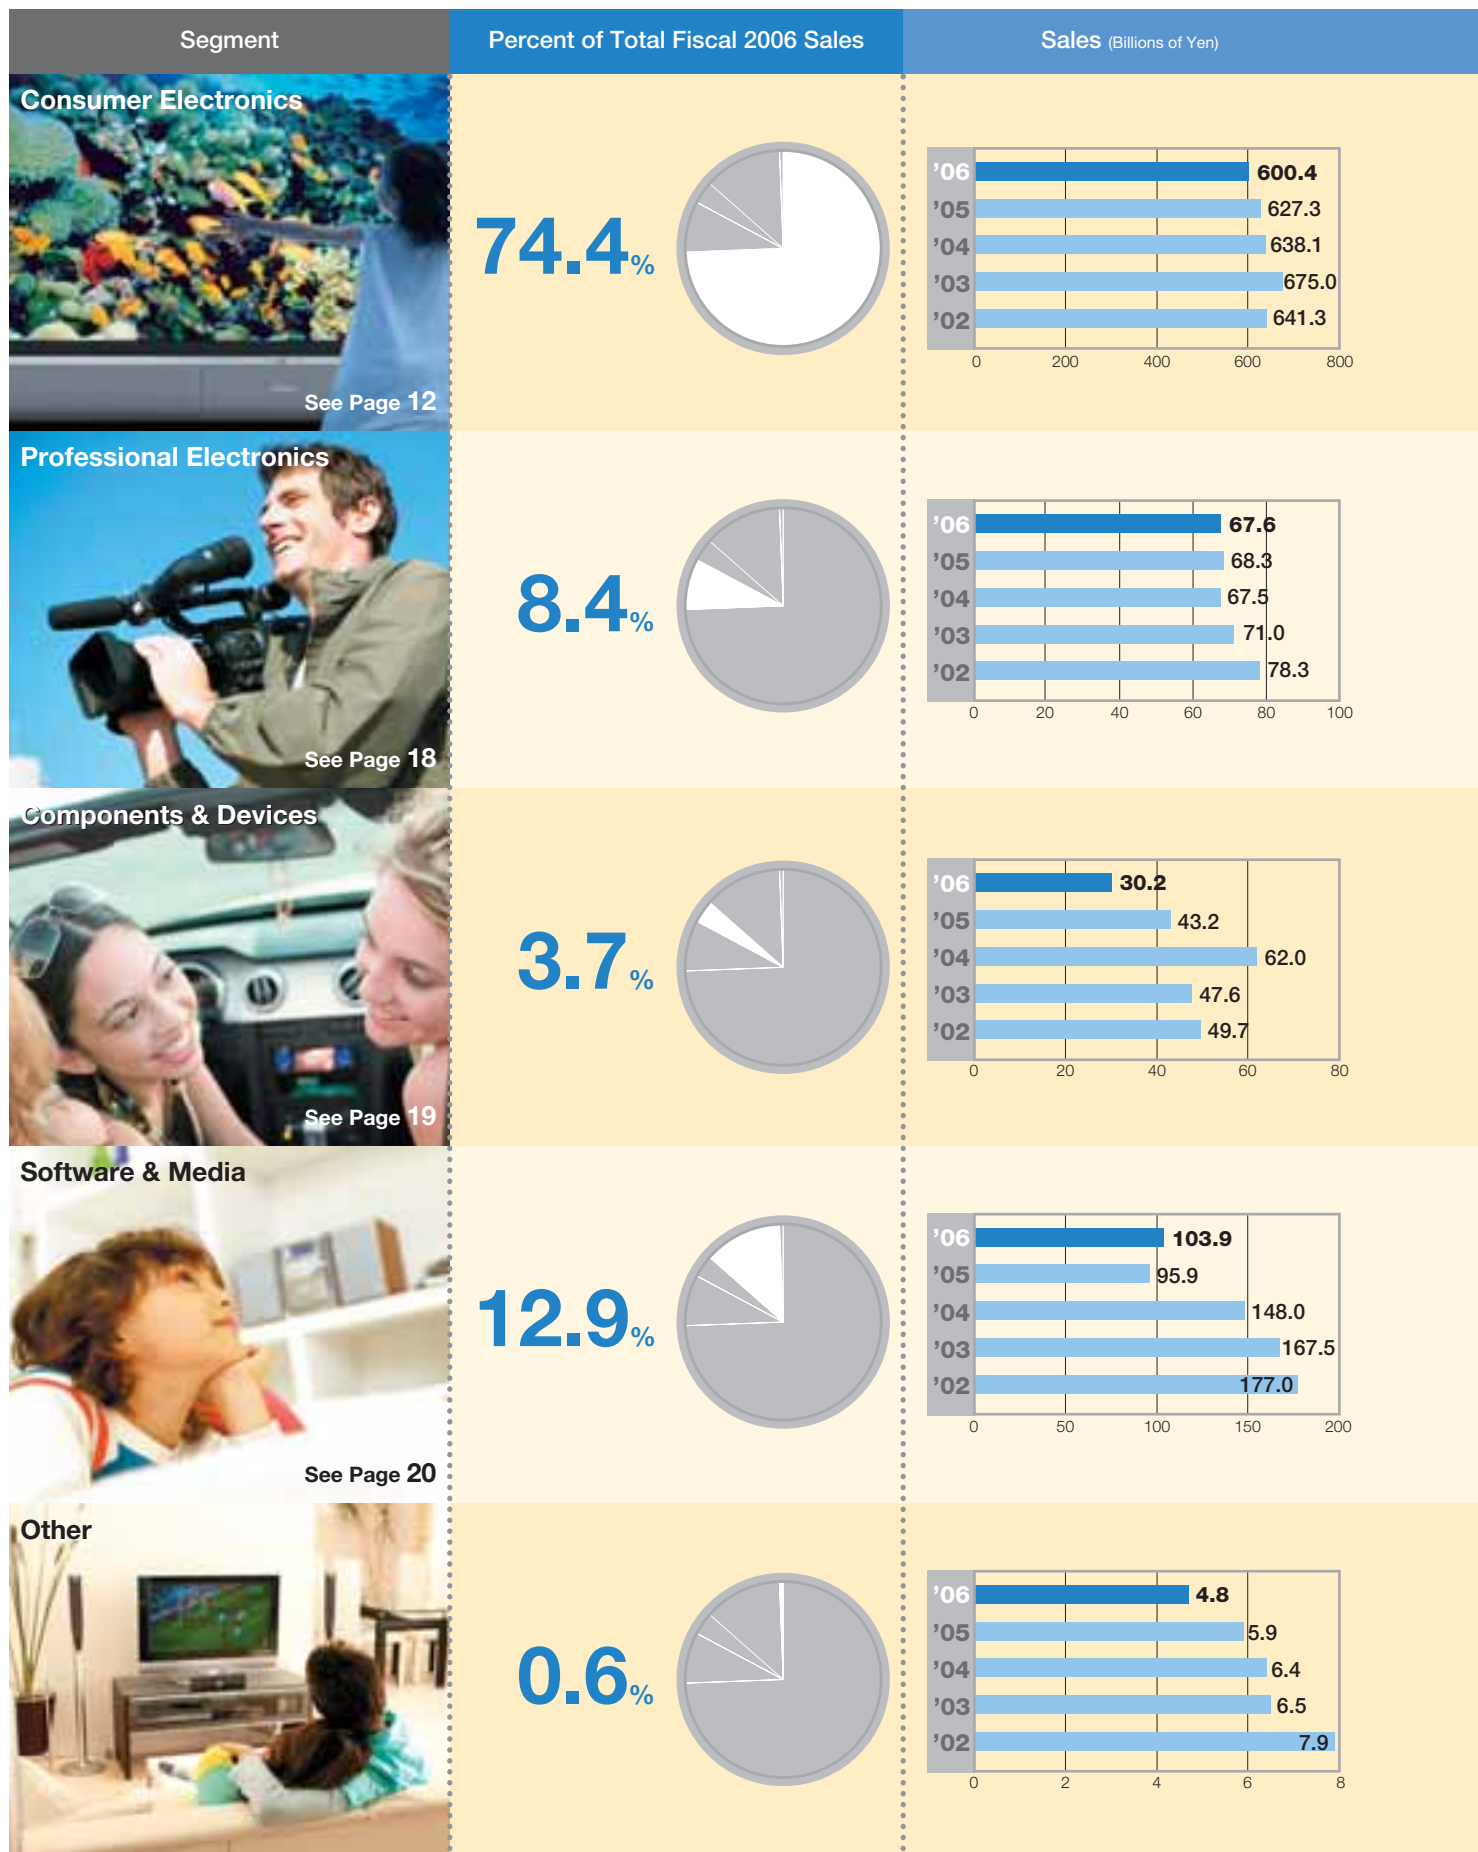 Segment
Percent of Total Fiscal 2006 Sales
Sales (Billions of Yen)
Consumer Electronics
See Page 12
74.4%
'06 600.4
'05 627.3
'04 638.1
'03 675.0
'02 641.3
0 200 400 600 800
Professional Electronics
See Page 18
8.4%
'06 67.6
'05 68.3
'04 67.5
'03 71.0
'02 78.3
0 20 40 60 80 100
Components & Devices
See Page 19
3.7%
'06 30.2
'05 43.2
'04 62.0
'03 47.6
'02 49.7
0 20 40 60 80
Software & Media
See Page 20
12.9%
'06 103.9
'05 95.9
'04 148.0
'03 167.5
'02 177.0
0 50 100 150 200
Other
0.6%
'06 4.8
'05 5.9
'04 6.4
'03 6.5
'02 7.9
0 2 4 6 8